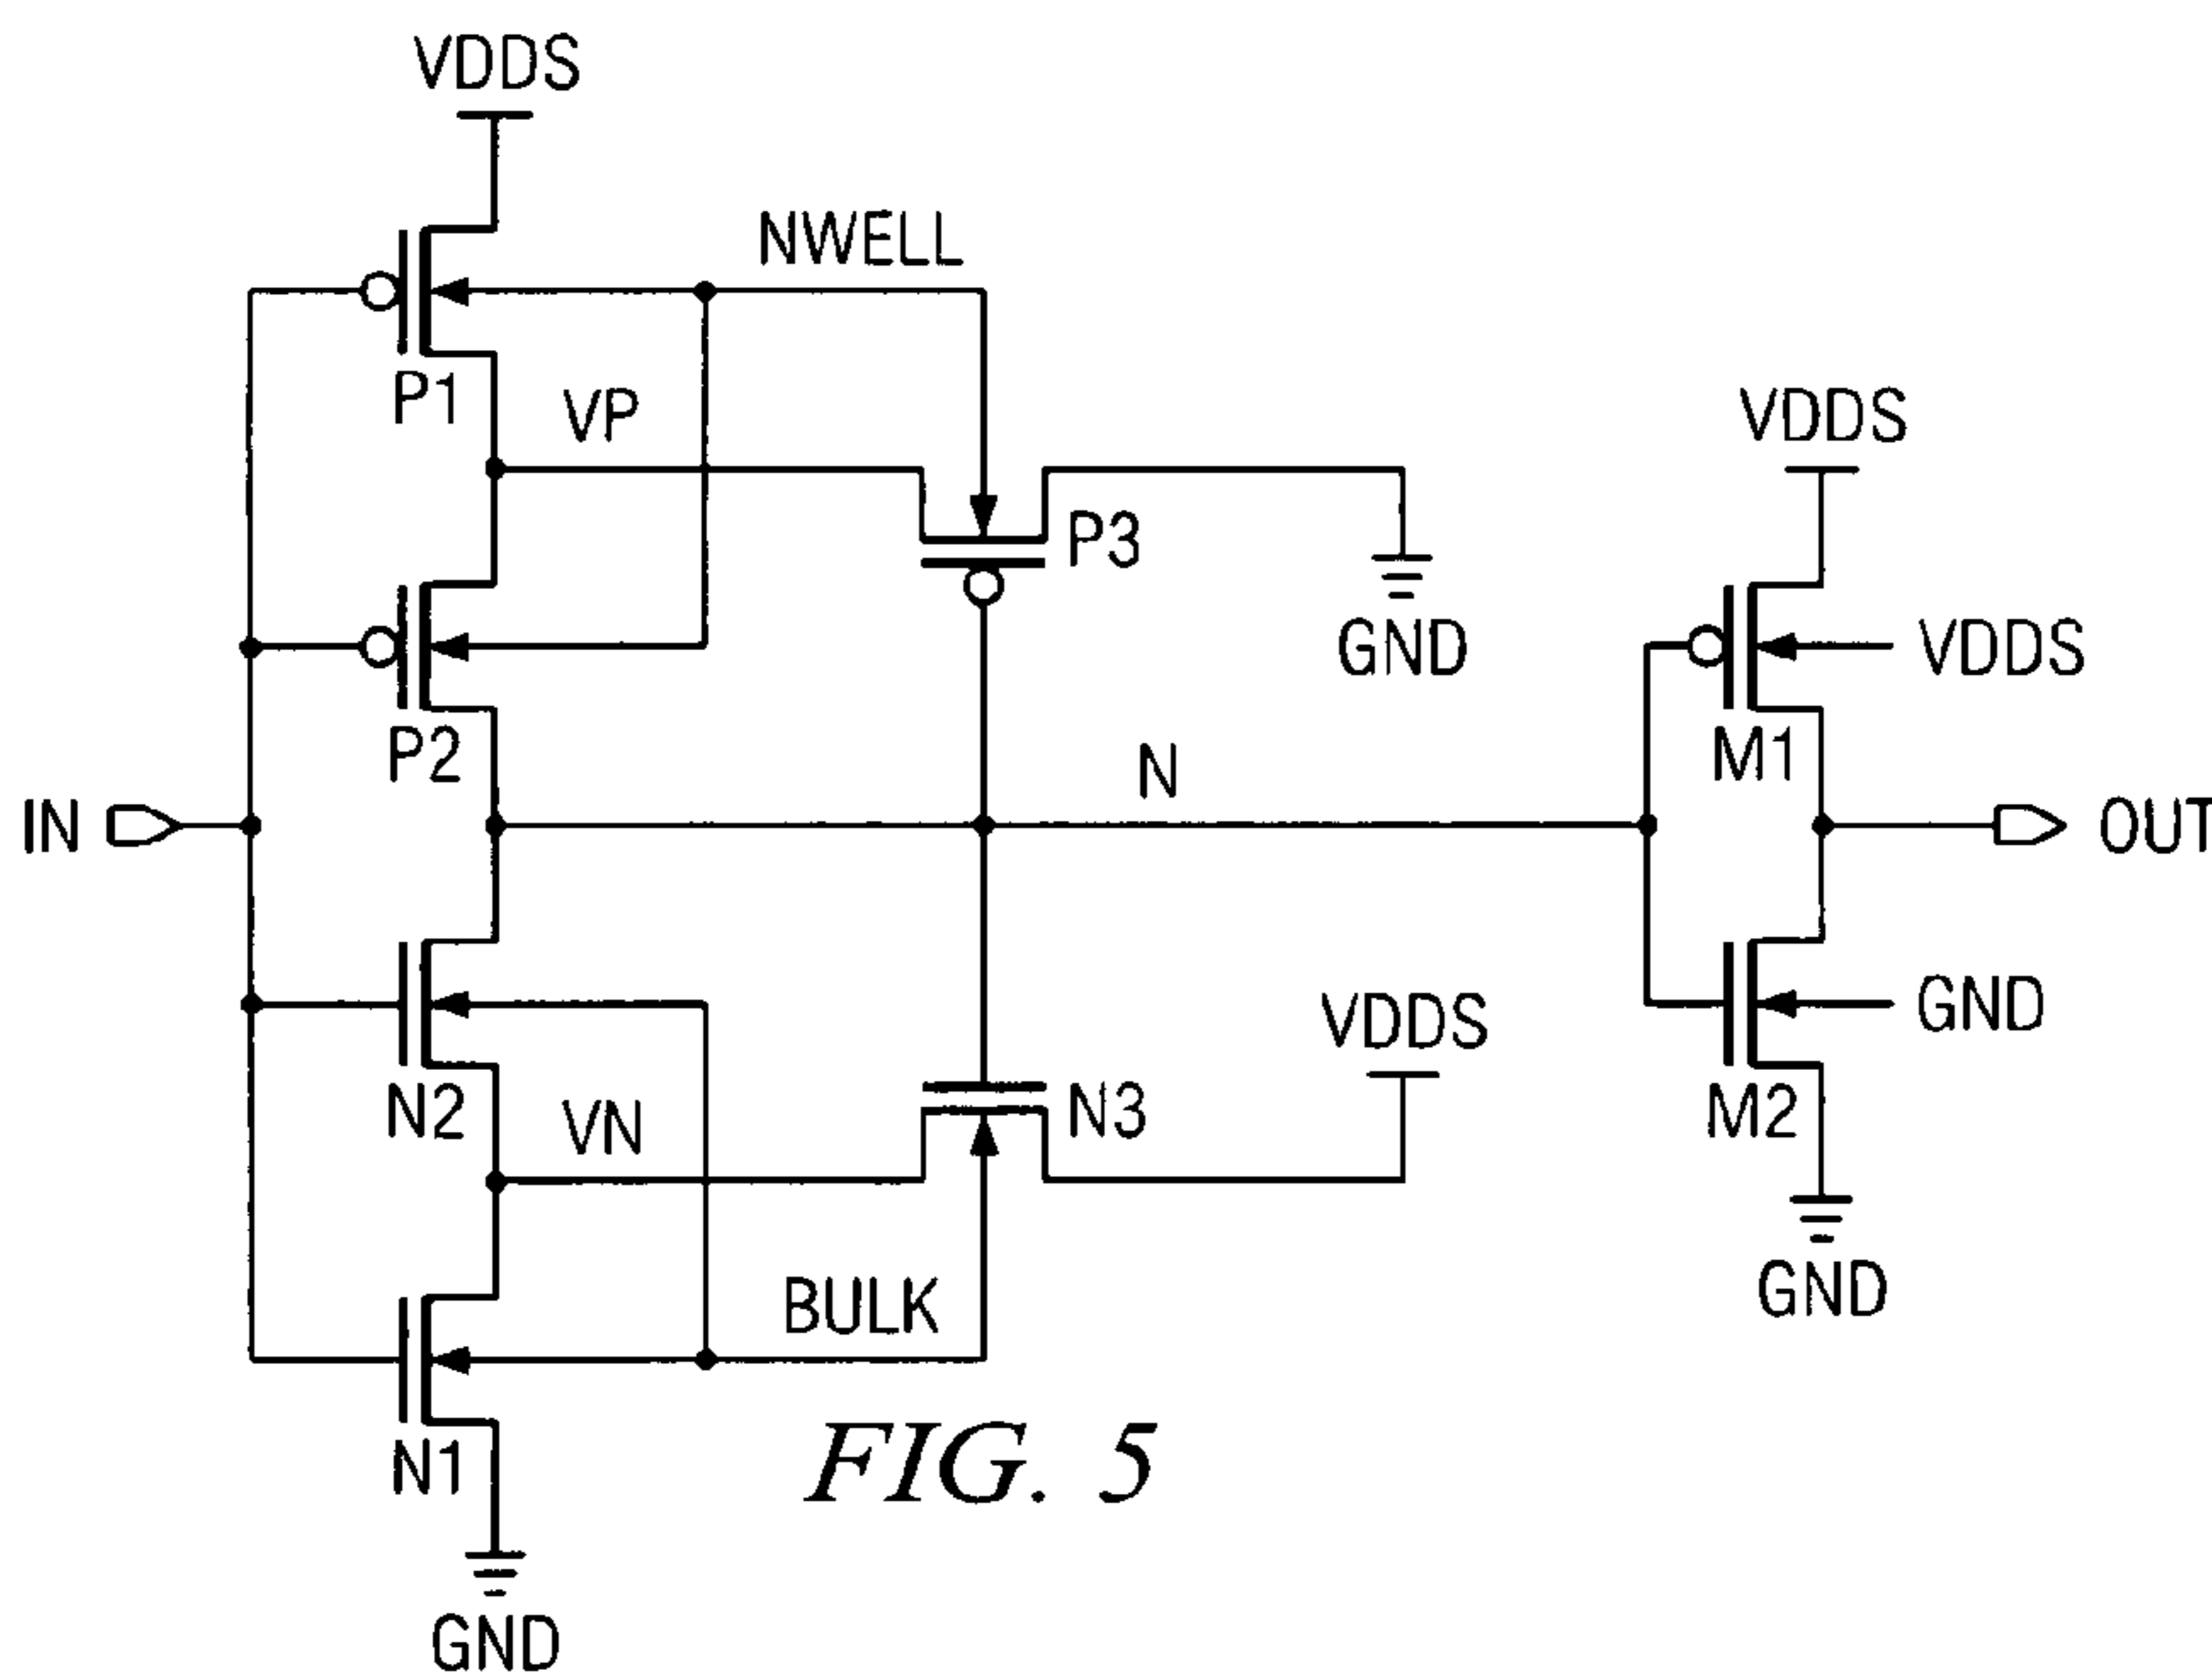 VDDS
NWELL
P1
VP
VDDS
P3
GND
VDDS
P2
M1
N
IN
OUT
N2
VN
N3
VDDS
GND
M2
BULK
GND
N1
FIG. 5
GND